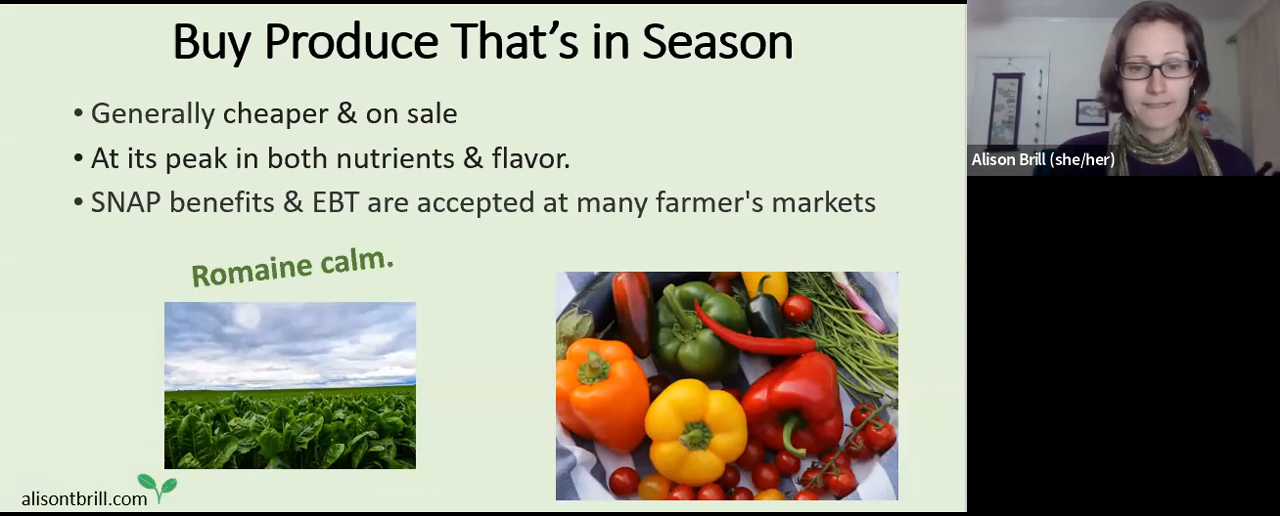 Buy Produce That's in Season
• Generally cheaper & on sale
• At its peak in both nutrients & flavor.
• SNAP benefits & EBT are accepted at many farmer's markets
Romaine calm.
alisontbrill.com
Alison Brill (she/her)